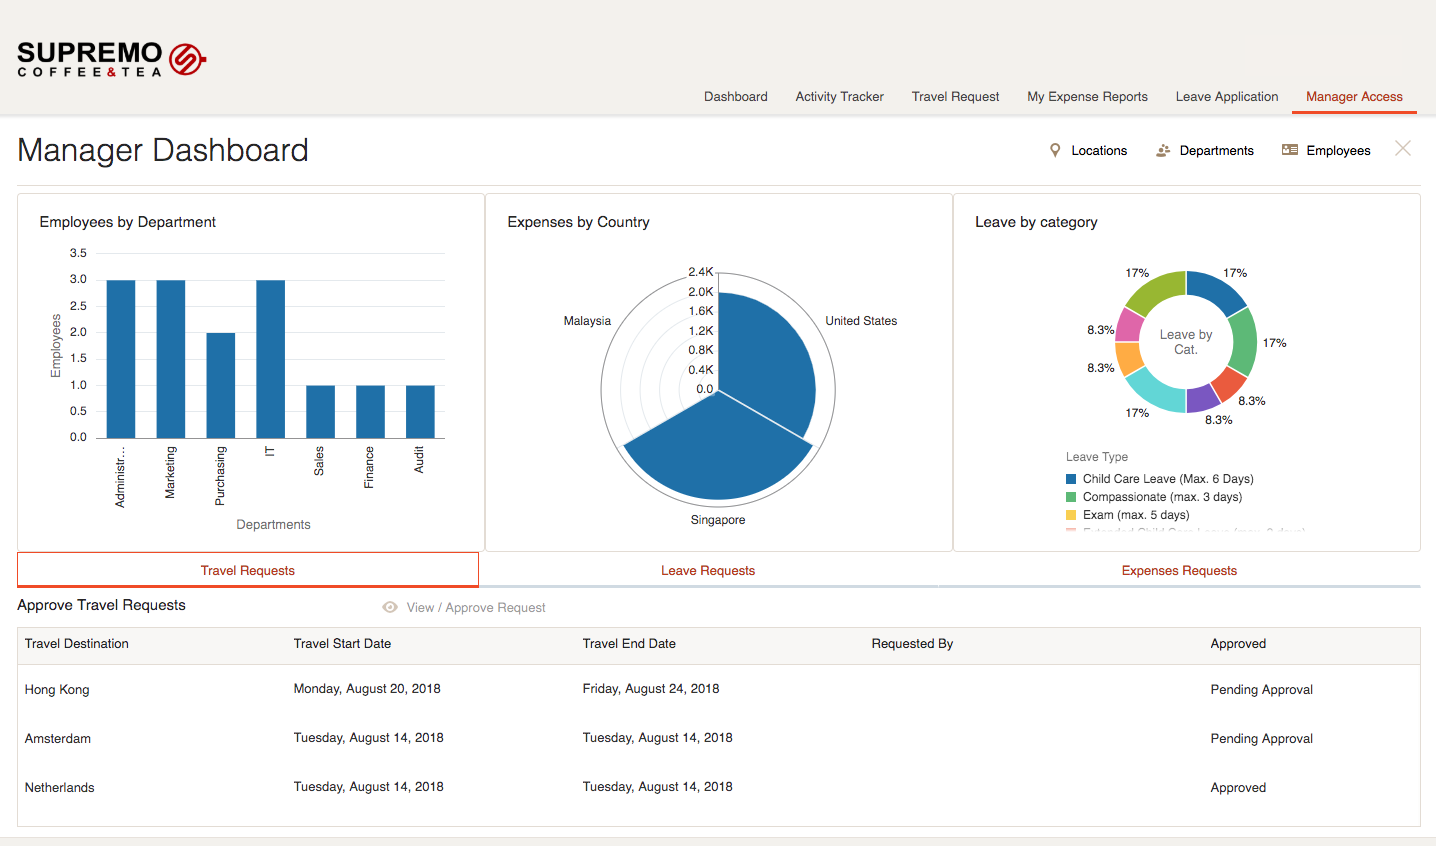 SUPREMO
COFFEE&TEA
Dashboard Activity Tracker Travel Request My Expense Reports Leave Application Manager Access
Manager Dashboard
Locations Departments Employees
Employees by Department
3.5
3.0
2.5
2.0
1.5
1.0
0.5
0.0
Employees
Administr...
Marketing
Purchasing
IT
Sales
Finance
Audit
Departments
Expenses by Country
2.4K
2.0K
1.6K
1.2K
0.8K
0.4K
0.0
Malaysia
United States
Singapore
Leave by category
17% 17%
8.3%
17%
8.3%
8.3%
17%
8.3%
Leave by
Cat.
Leave Type
Child Care Leave (Max. 6 Days)
Compassionate (max. 3 days)
Exam (max. 5 days)
Travel Requests Leave Requests Expenses Requests
Approve Travel Requests View / Approve Request
Travel Destination Travel Start Date Travel End Date Requested By Approved
Hong Kong Monday, August 20, 2018 Friday, August 24, 2018 Pending Approval
Amsterdam Tuesday, August 14, 2018 Tuesday, August 14, 2018 Pending Approval
Netherlands Tuesday, August 14, 2018 Tuesday, August 14, 2018 Approved